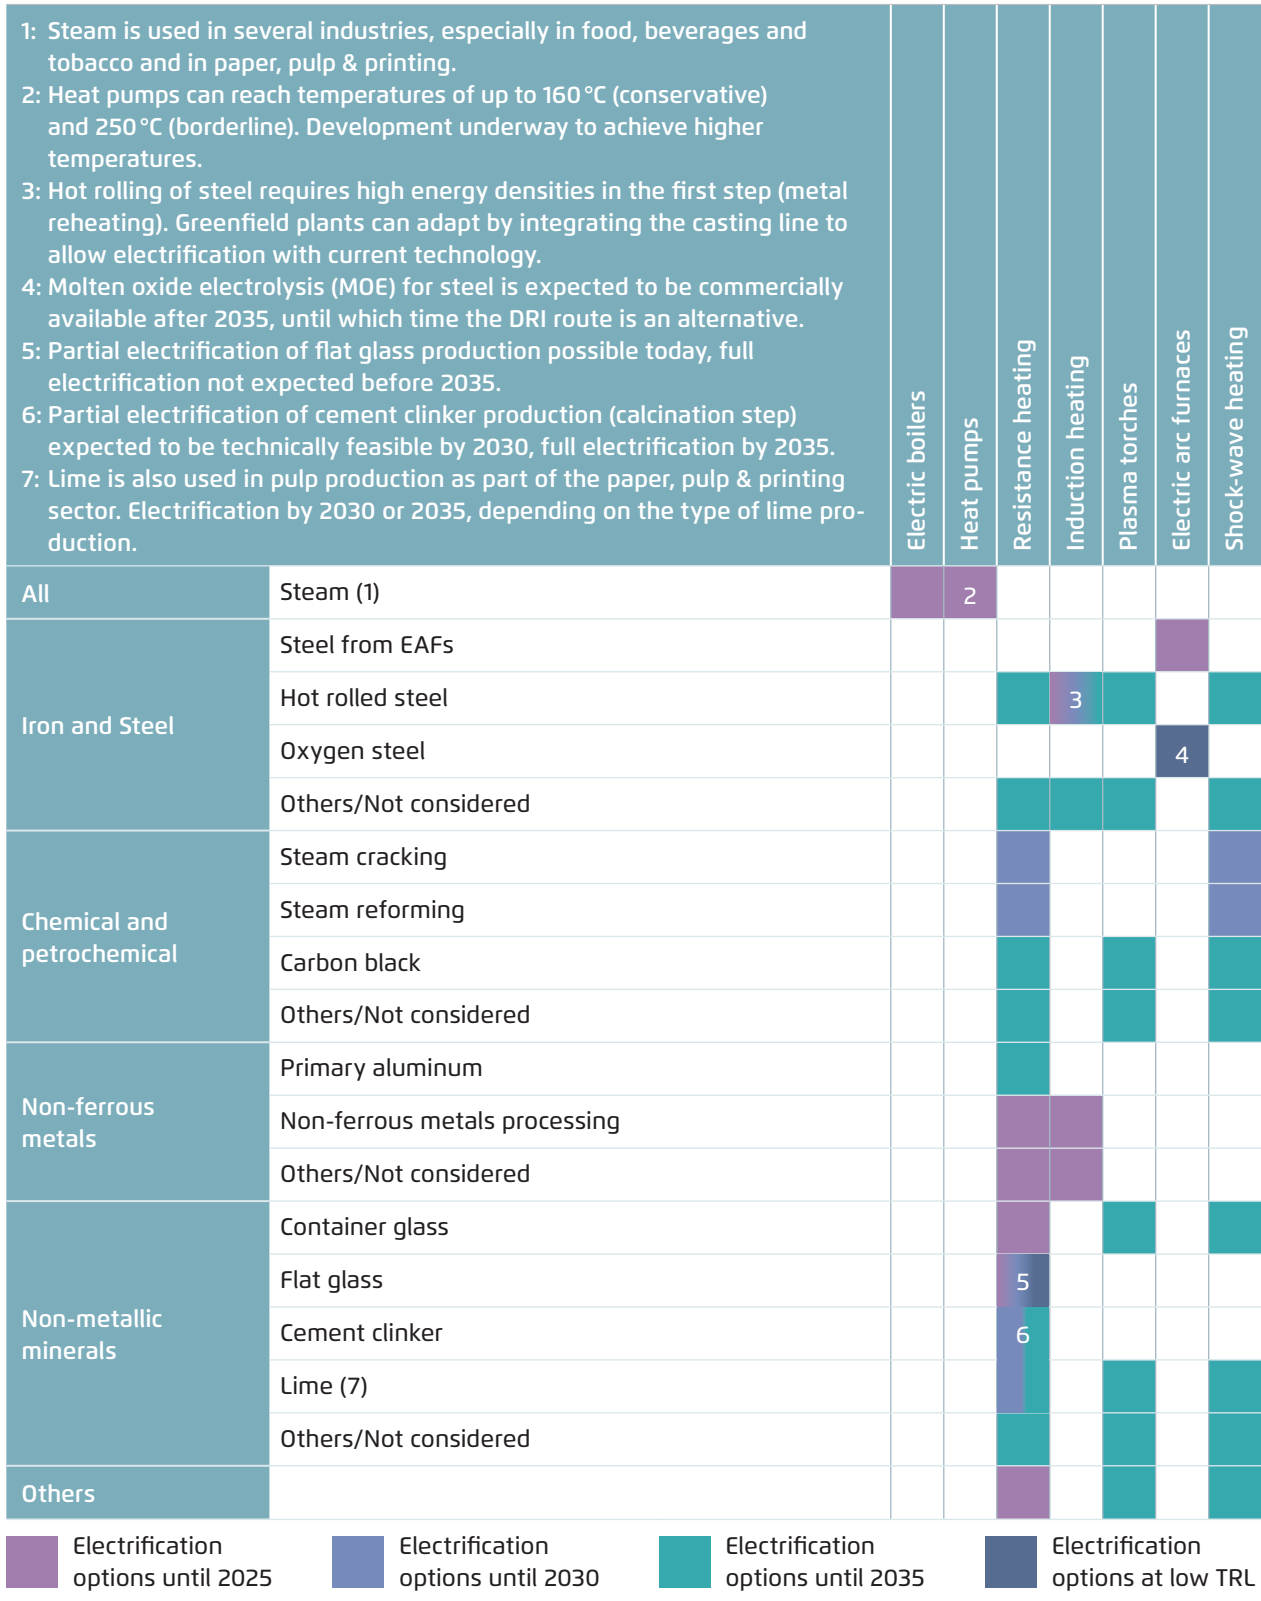 1: Steam is used in several industries, especially in food, beverages and
tobacco and in paper, pulp & printing.
2: Heat pumps can reach temperatures of up to 160 °C (conservative)
and 250 °C (borderline). Development underway to achieve higher
temperatures.
3: Hot rolling of steel requires high energy densities in the first step (metal
reheating). Greenfield plants can adapt by integrating the casting line to
allow electrification with current technology.
4: Molten oxide electrolysis (MOE) for steel is expected to be commercially
available after 2035, until which time the DRI route is an alternative.
5: Partial electrification of flat glass production possible today, full
electrification not expected before 2035.
6: Partial electrification of cement clinker production (calcination step)
expected to be technically feasible by 2030, full electrification by 2035.
7: Lime is also used in pulp production as part of the paper, pulp & printing
sector. Electrification by 2030 or 2035, depending on the type of lime pro-
duction.
Electric boilers
Heat pumps
Resistance heating
Induction heating
Plasma torches
Electric arc furnaces
Shock-wave heating
All
Steam (1)
2
Iron and Steel
Steel from EAFs
Hot rolled steel
3
Oxygen steel
4
Others/Not considered
Chemical and
petrochemical
Steam cracking
Steam reforming
Carbon black
Others/Not considered
Non-ferrous
metals
Primary aluminum
Non-ferrous metals processing
Others/Not considered
Non-metallic
minerals
Container glass
Flat glass
5
Cement clinker
6
Lime (7)
Others/Not considered
Others
Electrification
options until 2025
Electrification
options until 2030
Electrification
options until 2035
Electrification
options at low TRL